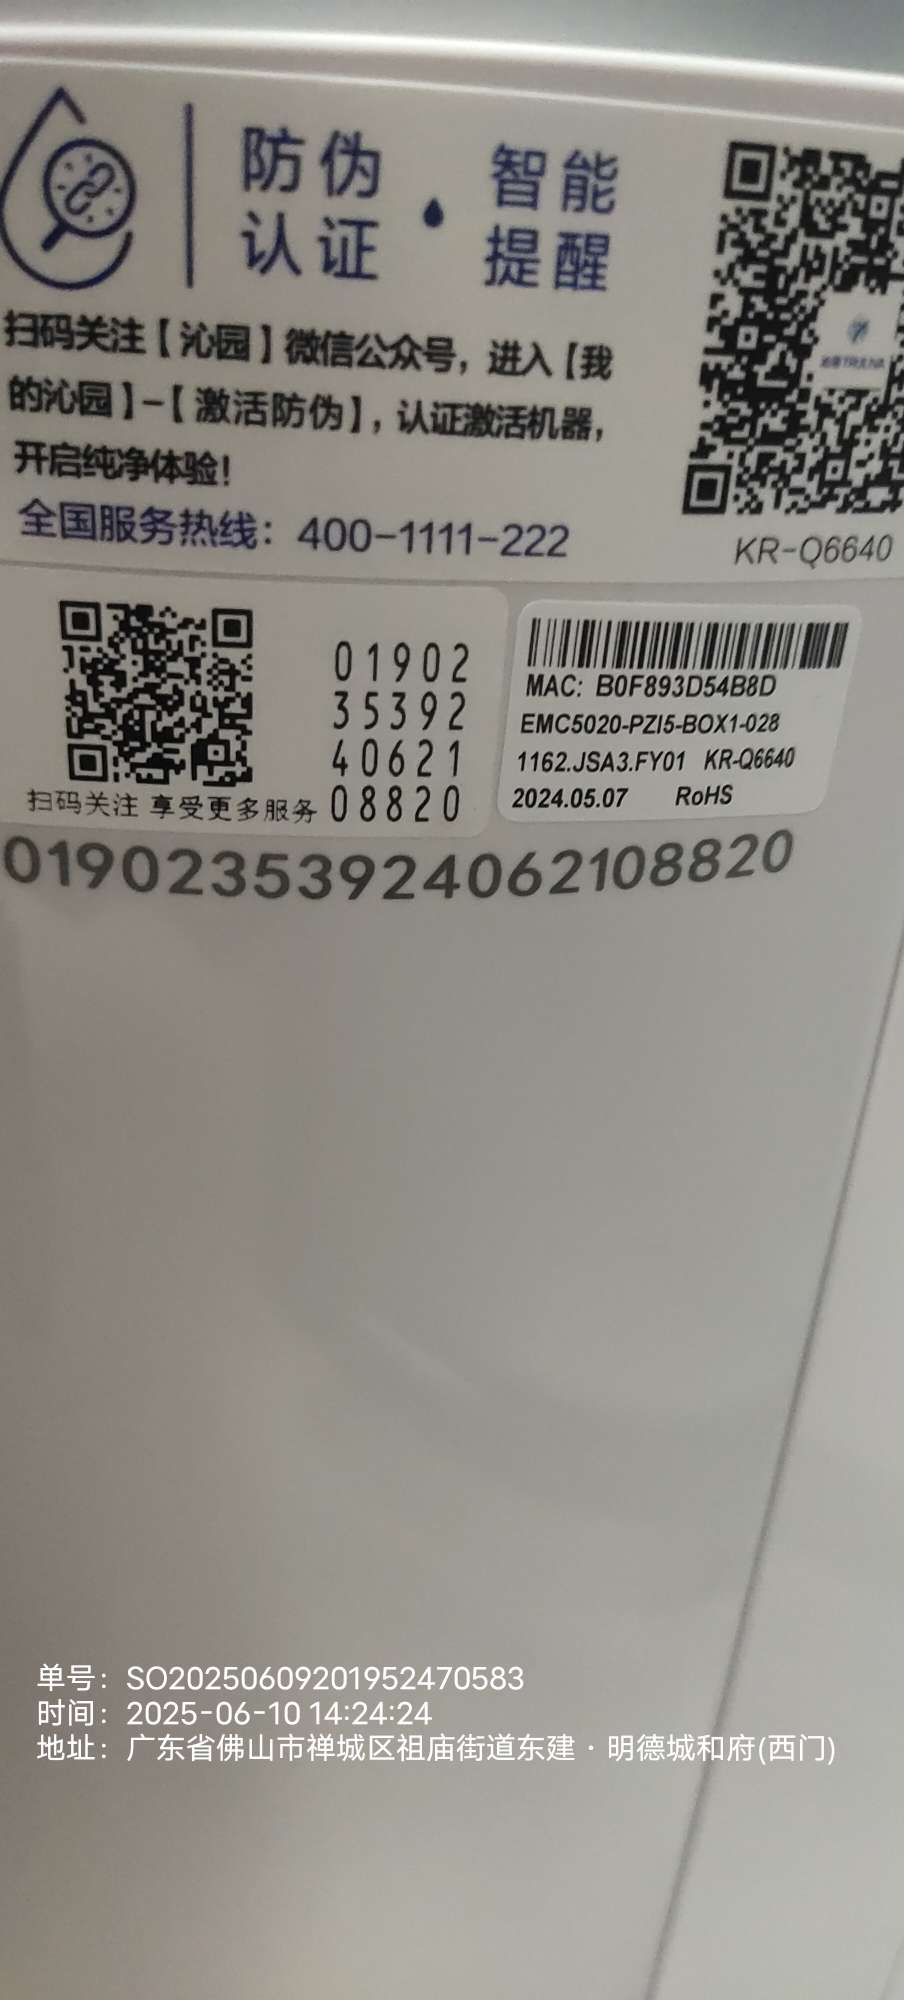 防伪 智能
认证 · 提醒
扫码关注【沁园】微信公众号，进入【我
的沁园】-【激活防伪】，认证激活机器，
开启纯净体验！
全国服务热线：400-1111-222
KR-Q6640
01902
35392
40621
08820
扫码关注 享受更多服务
MAC: B0F893D54B8D
EMC5020-PZI5-BOX1-028
1162.JSA3.FY01 KR-Q6640
2024.05.07 RoHS
01902353924062108820
单号：SO20250609201952470583
时间：2025-06-10 14:24:24
地址：广东省佛山市禅城区祖庙街道东建·明德城和府(西门)